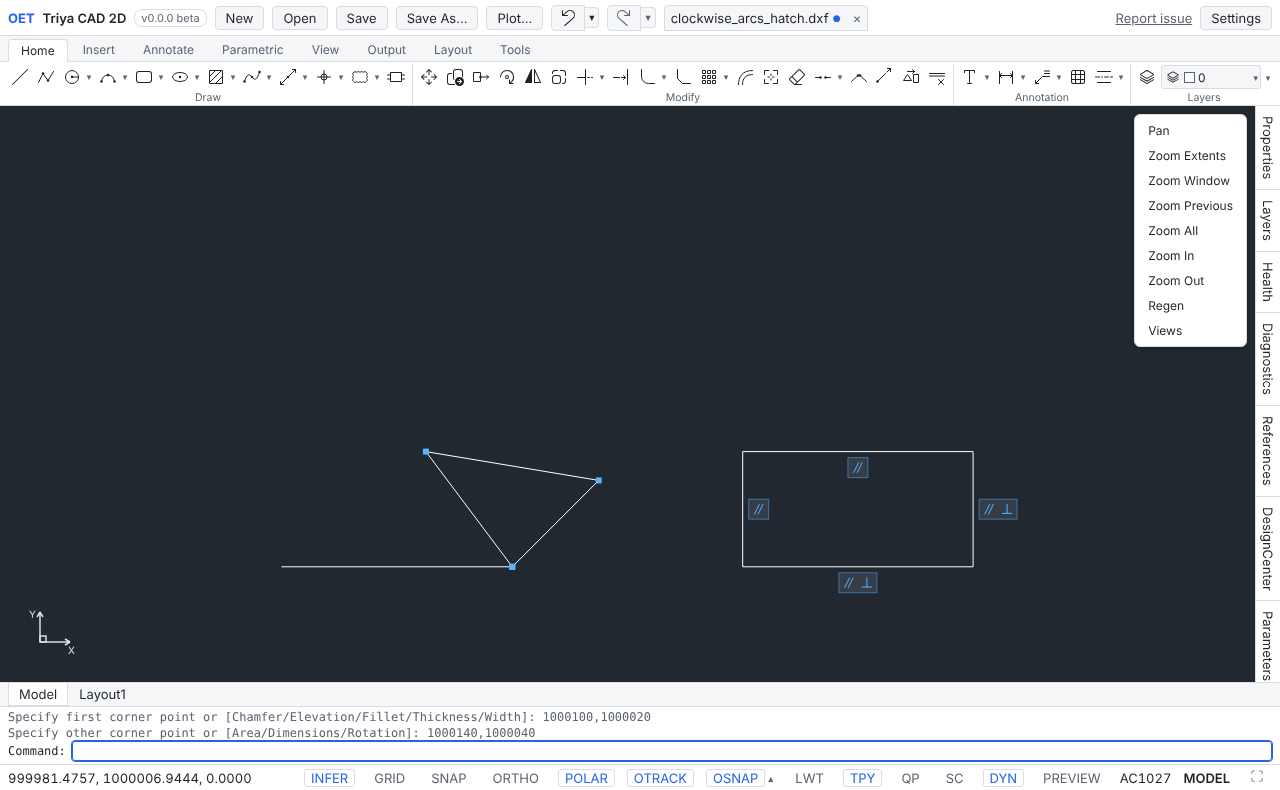 OET Triya CAD 2D v0.0.0 beta New Open Save Save As... Plot... clockwise_arcs_hatch.dxf × Report issue Settings
Home Insert Annotate Parametric View Output Layout Tools
0
Draw Modify Annotation Layers
Pan
Zoom Extents
Zoom Window
Zoom Previous
Zoom All
Zoom In
Zoom Out
Regen
Views
Properties
Layers
Health
Diagnostics
References
DesignCenter
Parameters
Y
X
Model Layout1
Specify first corner point or [Chamfer/Elevation/Fillet/Thickness/Width]: 1000100,1000020
Specify other corner point or [Area/Dimensions/Rotation]: 1000140,1000040
Command:
999981.4757, 1000006.9444, 0.0000 INFER GRID SNAP ORTHO POLAR OTRACK OSNAP LWT TPY QP SC DYN PREVIEW AC1027 MODEL